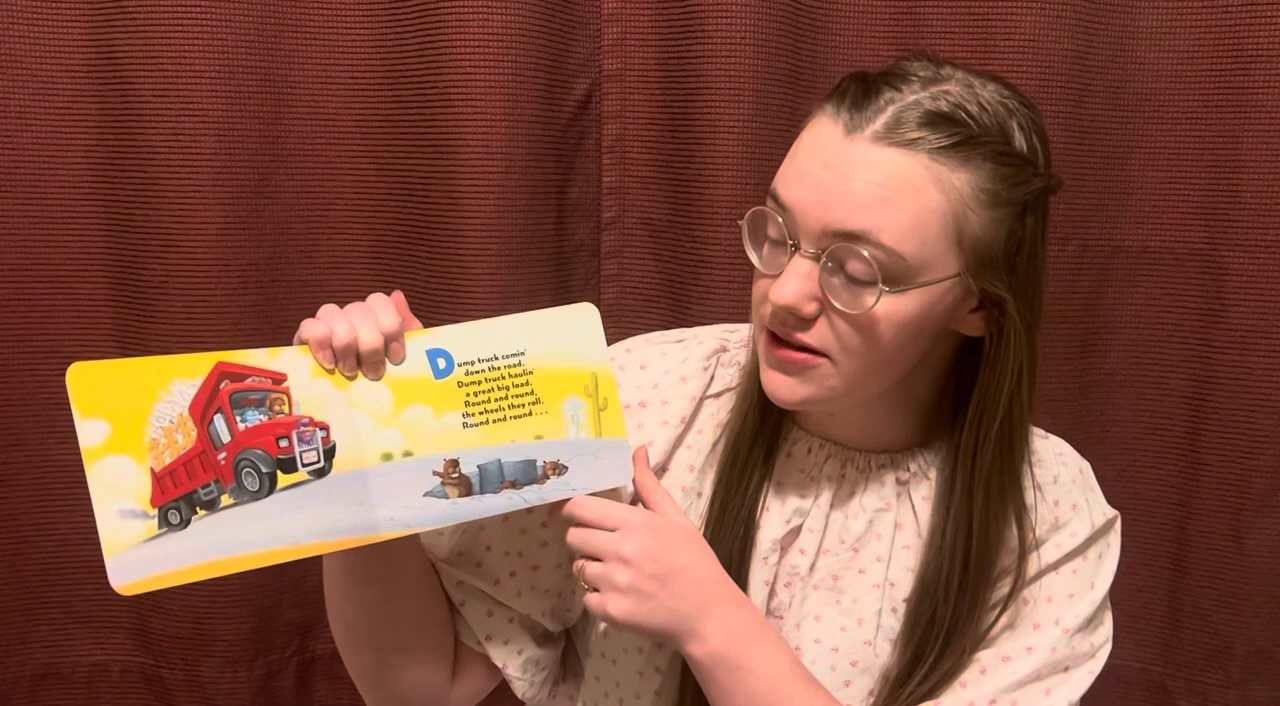 Dump truck comin'
down the road.
Dump truck haulin'
a great big load.
Round and round,
the wheels they roll.
Round and round . . .